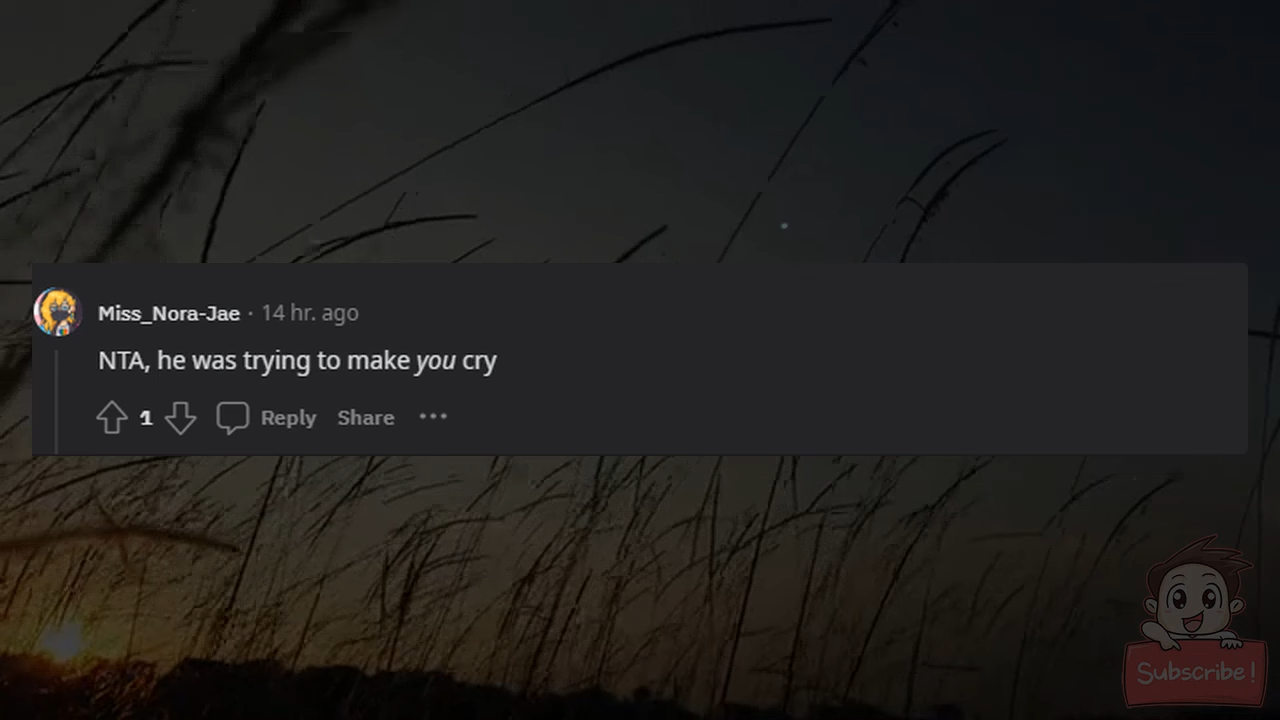 Miss_Nora-Jae · 14 hr. ago
NTA, he was trying to make you cry
1 Reply Share ···
Subscribe!